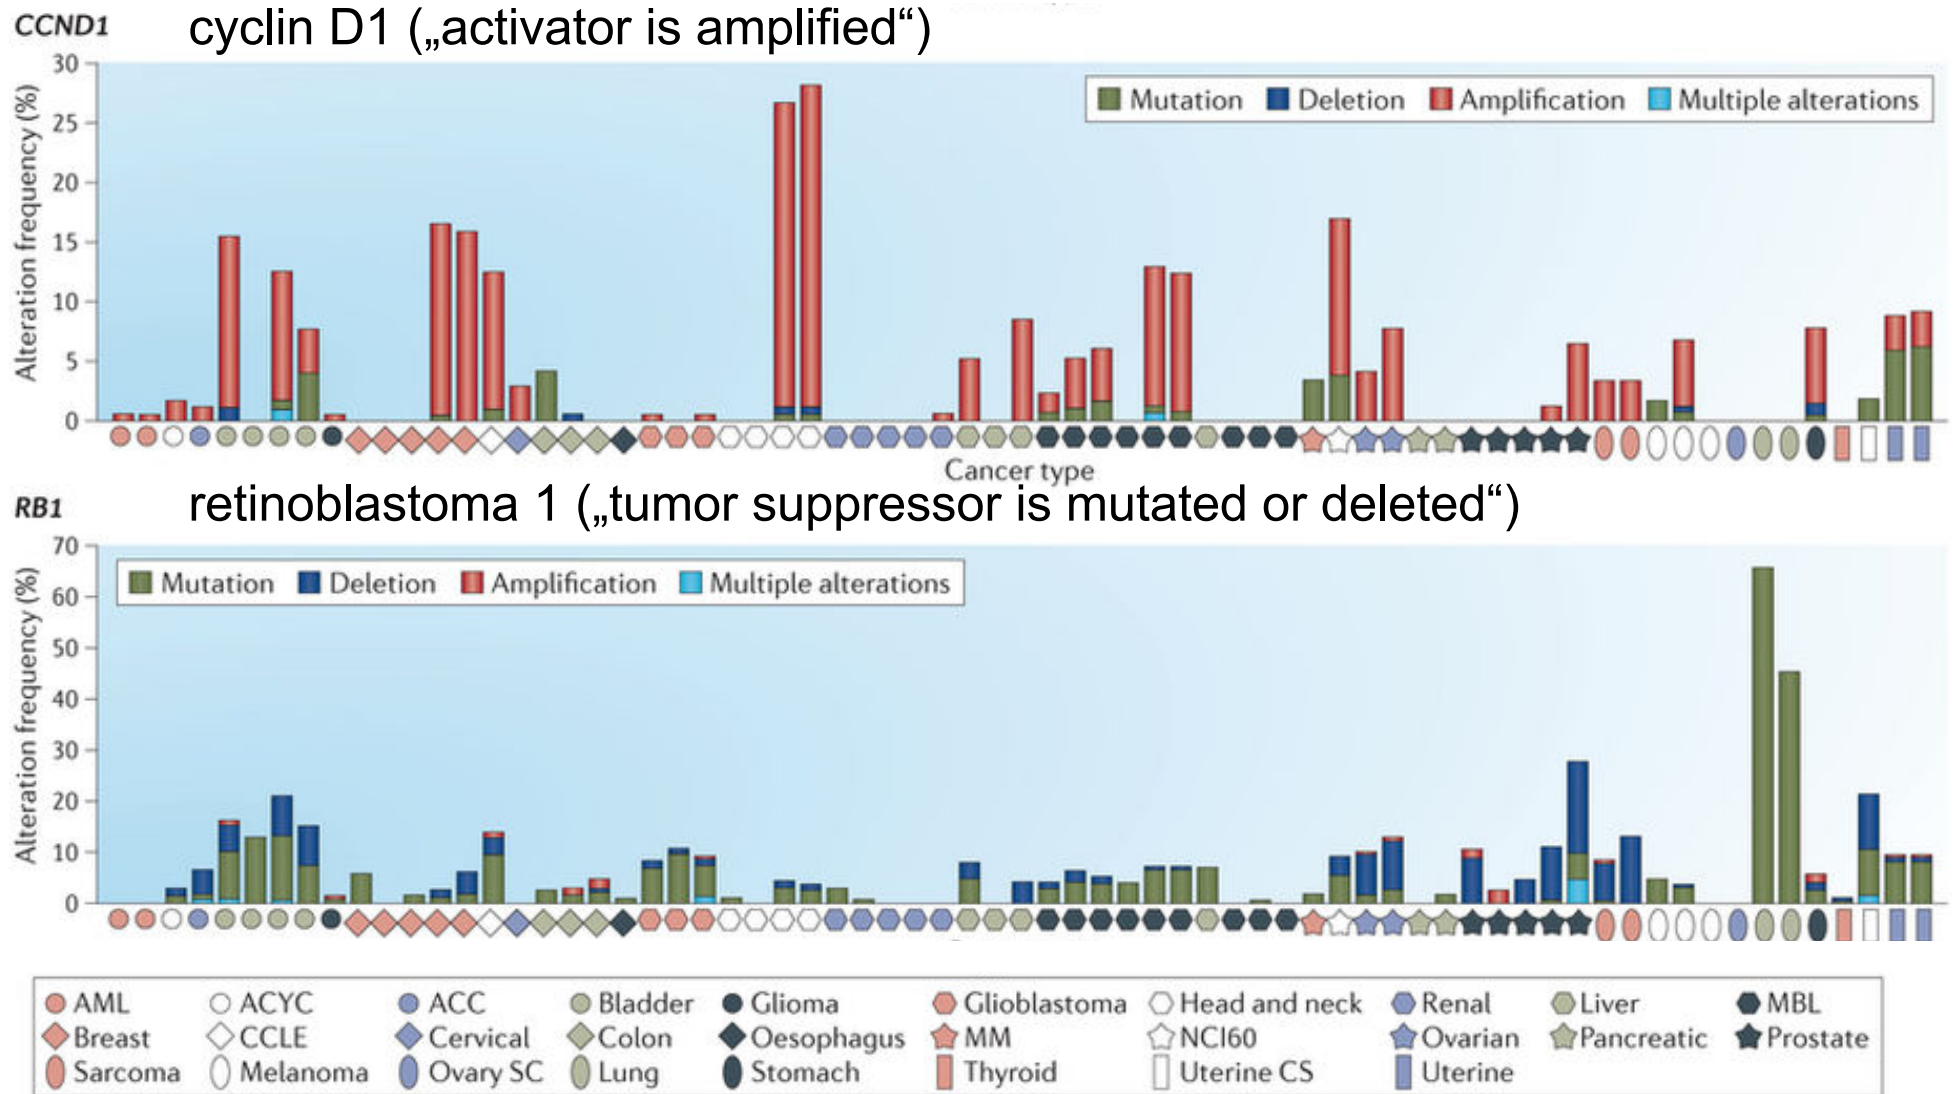 CCND1 cyclin D1 („activator is amplified“)
Alteration frequency (%)
30
25
20
15
10
5
0
Mutation Deletion Amplification Multiple alterations
Cancer type
RB1 retinoblastoma 1 („tumor suppressor is mutated or deleted“)
Alteration frequency (%)
70
60
50
40
30
20
10
0
Mutation Deletion Amplification Multiple alterations
AML ACYC ACC Bladder Glioma Glioblastoma Head and neck Renal Liver MBL
Breast CCLE Cervical Colon Oesophagus MM NCI60 Ovarian Pancreatic Prostate
Sarcoma Melanoma Ovary SC Lung Stomach Thyroid Uterine CS Uterine